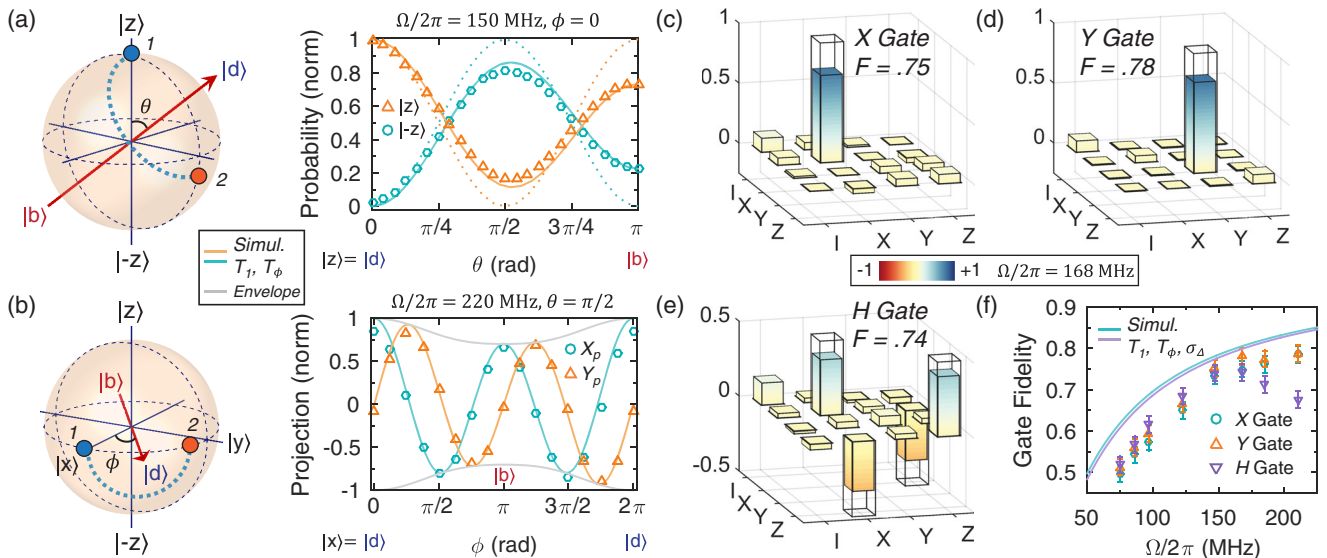 (a)
|z⟩
1
|d⟩
θ
2
|b⟩
|-z⟩
Ω/2π = 150 MHz, ϕ = 0
Probability (norm)
1
0.8
0.6
0.4
0.2
0
|z⟩
|-z⟩
0
π/4
π/2
3π/4
π
|z⟩= |d⟩
θ (rad)
|b⟩
Simul.
T1, Tϕ
Envelope
(b)
|z⟩
|b⟩
1
2
|y⟩
|x⟩
ϕ
|d⟩
|-z⟩
Ω/2π = 220 MHz, θ = π/2
Projection (norm)
1
0.5
0
-0.5
-1
Xp
Yp
|b⟩
0
π/2
π
3π/2
2π
|x⟩= |d⟩
ϕ (rad)
|d⟩
(c)
X Gate
F = .75
1
0.5
0
I
X
Y
Z
I
X
Y
Z
(d)
Y Gate
F = .78
1
0.5
0
I
X
Y
Z
I
X
Y
Z
-1
+1
Ω/2π = 168 MHz
(e)
H Gate
F = .74
0.5
0
-0.5
I
X
Y
Z
I
X
Y
Z
(f)
Gate Fidelity
0.9
0.8
0.7
0.6
0.5
Simul.
T1, Tϕ, σΔ
X Gate
Y Gate
H Gate
50
100
150
200
Ω/2π (MHz)